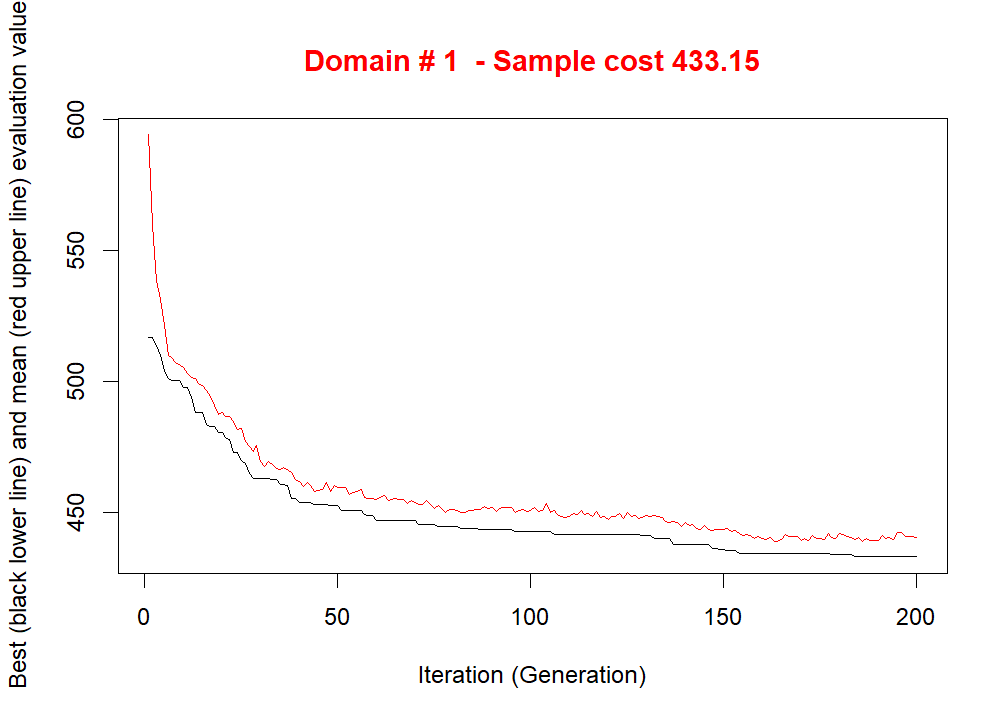 Domain # 1  - Sample cost 433.15
Best (black lower line) and mean (red upper line) evaluation value
600
550
500
450
0 50 100 150 200
Iteration (Generation)